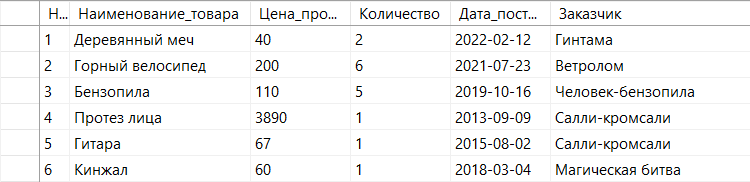 Н... Наименование_товара Цена_про... Количество Дата_пост... Заказчик
1 Деревянный меч 40 2 2022-02-12 Гинтама
2 Горный велосипед 200 6 2021-07-23 Ветролом
3 Бензопила 110 5 2019-10-16 Человек-бензопила
4 Протез лица 3890 1 2013-09-09 Салли-кромсали
5 Гитара 67 1 2015-08-02 Салли-кромсали
6 Кинжал 60 1 2018-03-04 Магическая битва